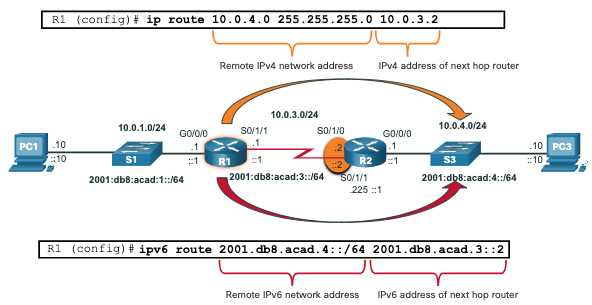 R1 (config)# ip route 10.0.4.0 255.255.255.0 10.0.3.2
Remote IPv4 network address
IPv4 address of next hop router
10.0.3.0/24
10.0.1.0/24
10.0.4.0/24
G0/0/0
S0/1/1
S0/1/0
G0/0/0
PC1
.10
::10
S1
.1
::1
R1
.1
::1
.2
::2
R2
.1
::1
S3
.10
::10
PC3
2001:db8:acad:1::/64
2001:db8:acad:3::/64
S0/1/1
.225 ::1
2001:db8:acad:4::/64
R1 (config)# ipv6 route 2001.db8.acad.4::/64 2001.db8.acad.3::2
Remote IPv6 network address
IPv6 address of next hop router